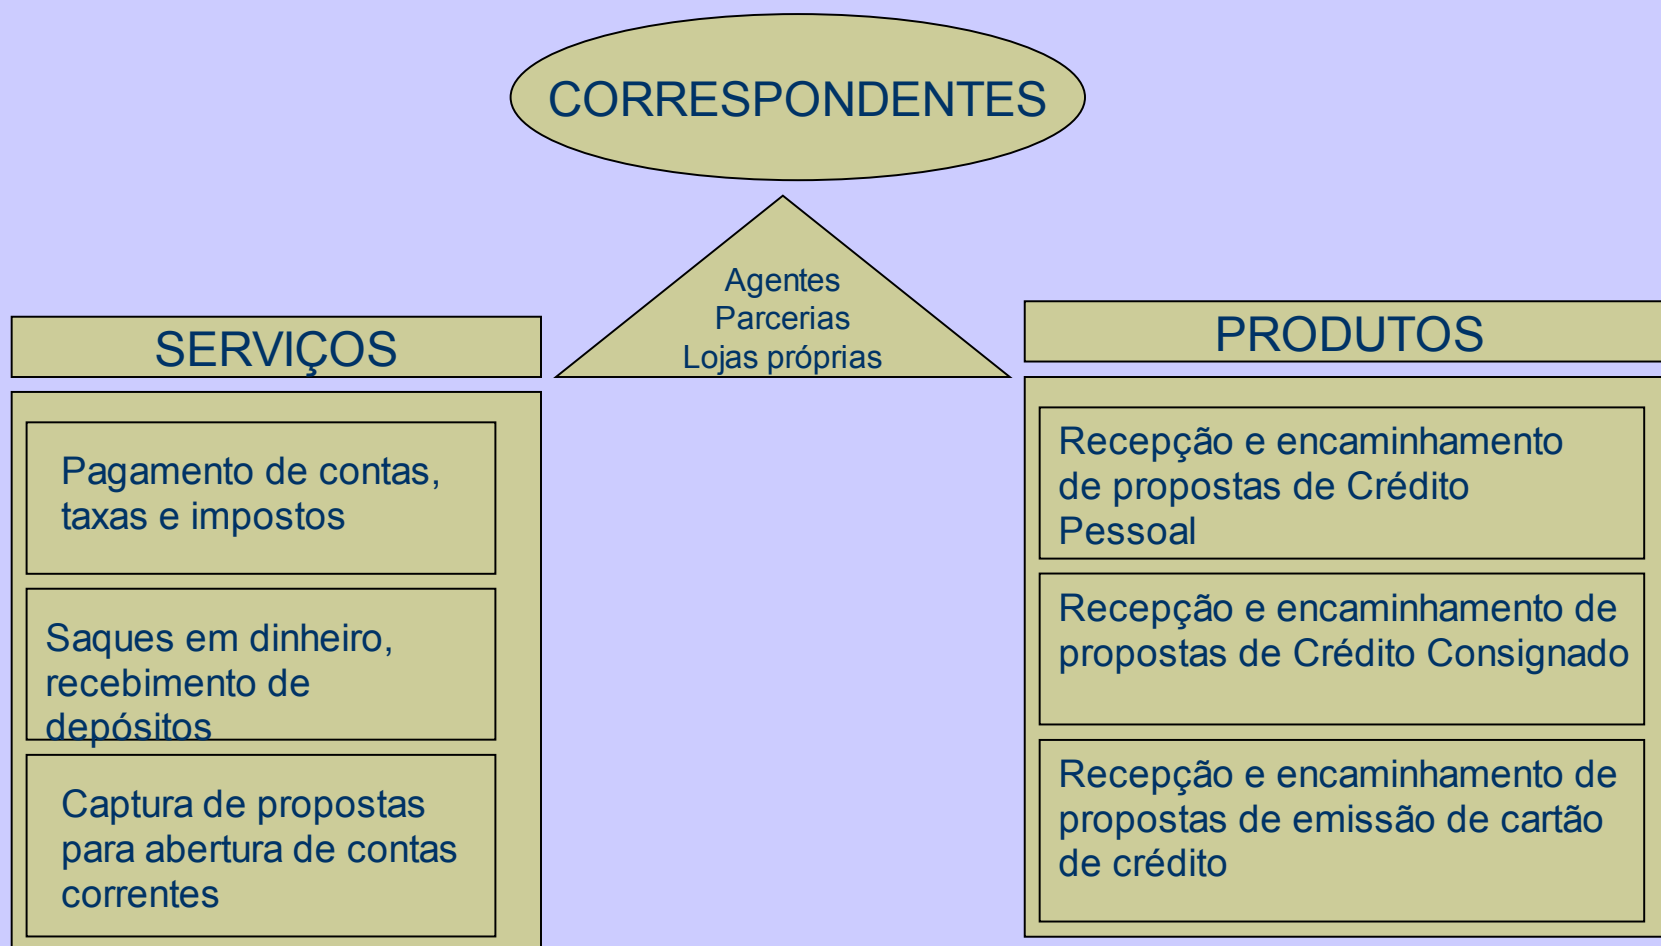 CORRESPONDENTES
Agentes
Parcerias
Lojas próprias
SERVIÇOS
Pagamento de contas,
taxas e impostos
Saques em dinheiro,
recebimento de
depósitos
Captura de propostas
para abertura de contas
correntes
PRODUTOS
Recepção e encaminhamento
de propostas de Crédito
Pessoal
Recepção e encaminhamento de
propostas de Crédito Consignado
Recepção e encaminhamento de
propostas de emissão de cartão
de crédito